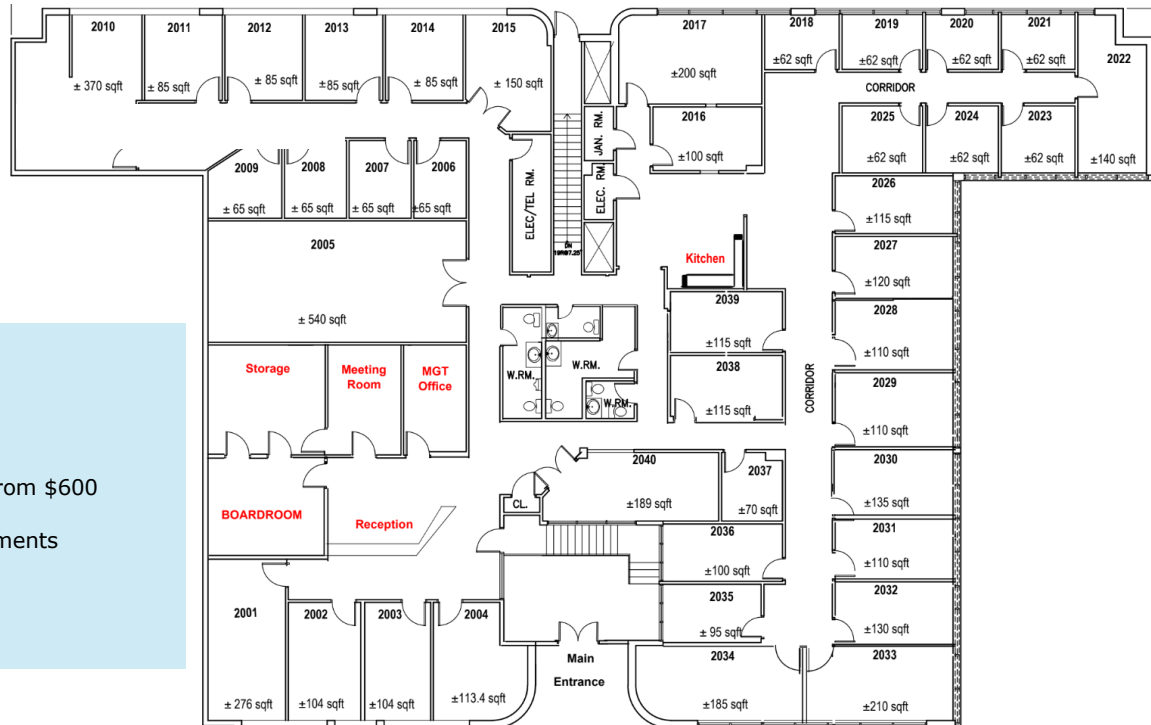 2010
± 370 sqft
2011
± 85 sqft
2012
± 85 sqft
2013
±85 sqft
2014
± 85 sqft
2015
± 150 sqft
2017
±200 sqft
2018
±62 sqft
2019
±62 sqft
2020
±62 sqft
2021
±62 sqft
2022
±140 sqft
CORRIDOR
2016
±100 sqft
2025
±62 sqft
2024
±62 sqft
2023
±62 sqft
JAN. RM.
ELEC. RM.
ELEC/TEL RM.
DN
19R@7.25"
2009
± 65 sqft
2008
± 65 sqft
2007
± 65 sqft
2006
±65 sqft
2005
± 540 sqft
2026
±115 sqft
2027
±120 sqft
2028
±110 sqft
2029
±110 sqft
2030
±135 sqft
2031
±110 sqft
2032
±130 sqft
2033
±210 sqft
2034
±185 sqft
2035
± 95 sqft
2036
±100 sqft
2037
±70 sqft
2038
±115 sqft
2039
±115 sqft
2040
±189 sqft
CORRIDOR
Kitchen
W.RM.
W.RM.
W.RM.
CL.
Storage
Meeting
Room
MGT
Office
BOARDROOM
Reception
rom $600
ments
2001
± 276 sqft
2002
±104 sqft
2003
±104 sqft
2004
±113.4 sqft
Main
Entrance